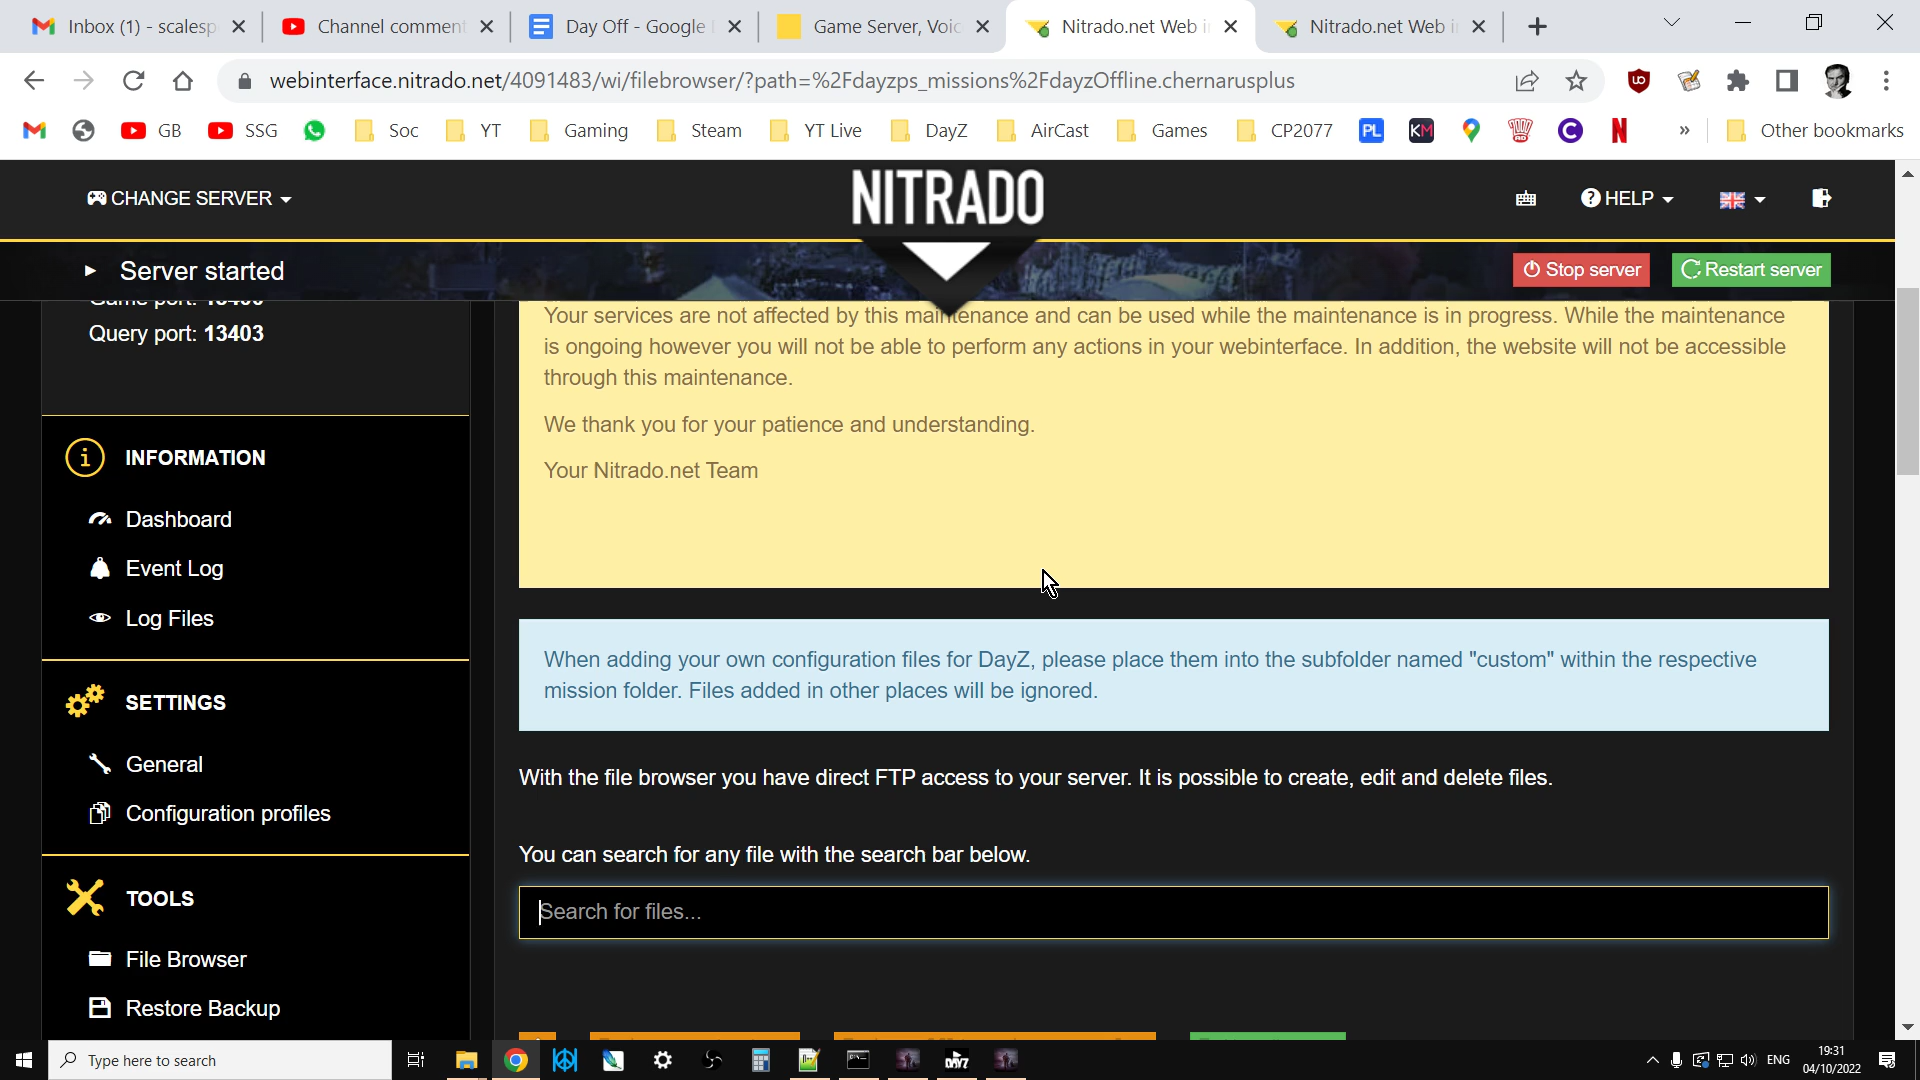 Inbox (1) - scalesp
Channel comment
Day Off - Google
Game Server, Voic
Nitrado.net Web i
Nitrado.net Web i
webinterface.nitrado.net/4091483/wi/filebrowser/?path=%2Fdayzps_missions%2FdayzOffline.chernarusplus
GB
SSG
Soc
YT
Gaming
Steam
YT Live
DayZ
AirCast
Games
CP2077
PL
KM
»
Other bookmarks
CHANGE SERVER
NITRADO
HELP
Server started
Stop server
Restart server
Query port: 13403
INFORMATION
Dashboard
Event Log
Log Files
SETTINGS
General
Configuration profiles
TOOLS
File Browser
Restore Backup
Your services are not affected by this maintenance and can be used while the maintenance is in progress. While the maintenance
is ongoing however you will not be able to perform any actions in your webinterface. In addition, the website will not be accessible
through this maintenance.
We thank you for your patience and understanding.
Your Nitrado.net Team
When adding your own configuration files for DayZ, please place them into the subfolder named "custom" within the respective
mission folder. Files added in other places will be ignored.
With the file browser you have direct FTP access to your server. It is possible to create, edit and delete files.
You can search for any file with the search bar below.
Search for files...
Type here to search
DAYZ
ENG
19:31
04/10/2022